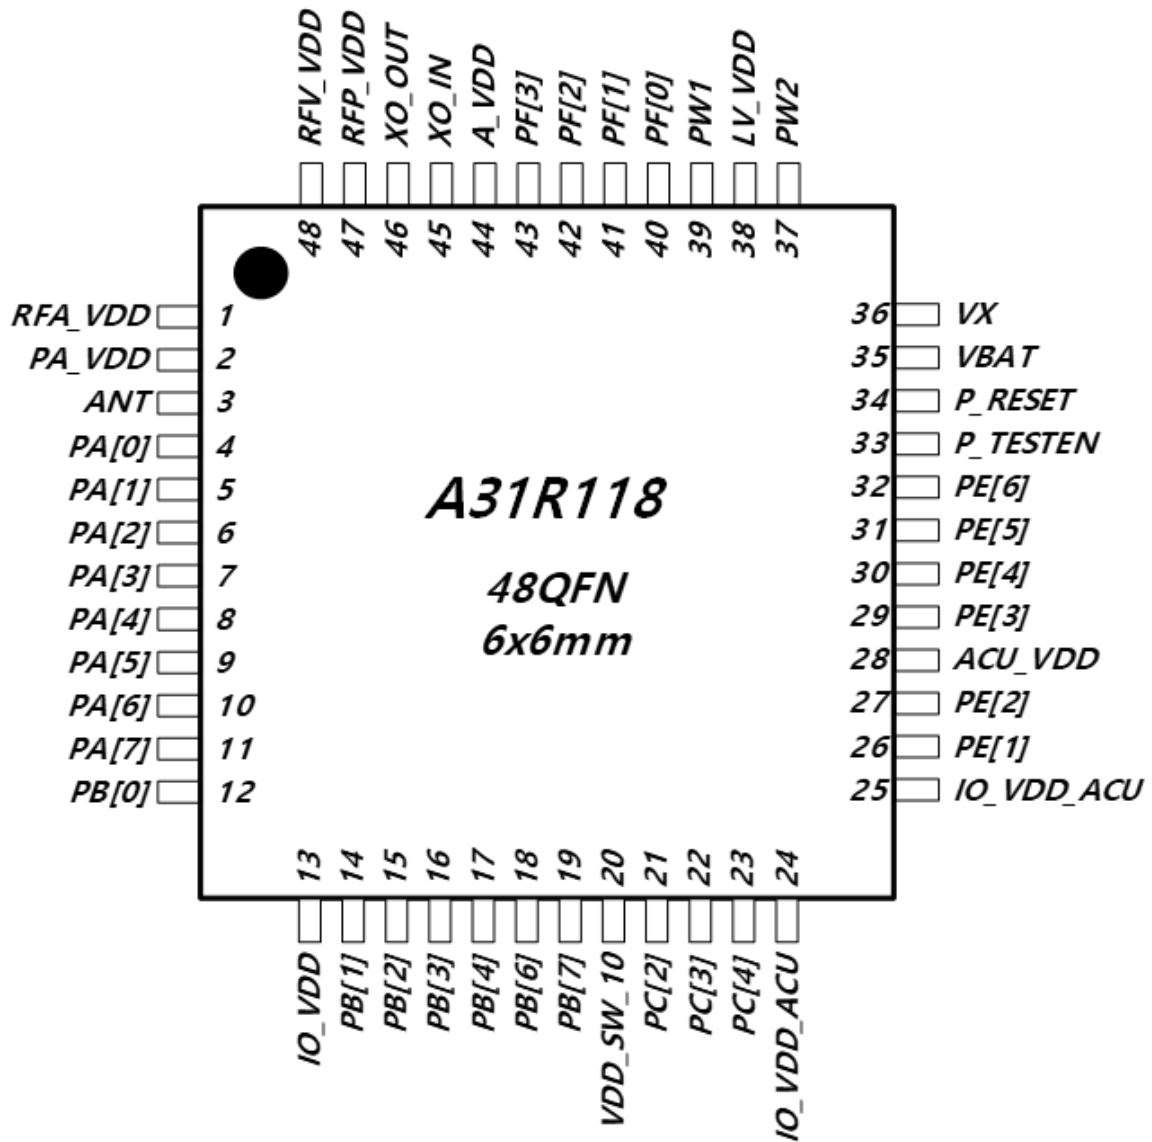 RFV_VDD
RFP_VDD
XO_OUT
XO_IN
A_VDD
PF[3]
PF[2]
PF[1]
PF[0]
PW1
LV_VDD
PW2
48
47
46
45
44
43
42
41
40
39
38
37
RFA_VDD 1
PA_VDD 2
ANT 3
PA[0] 4
PA[1] 5
PA[2] 6
PA[3] 7
PA[4] 8
PA[5] 9
PA[6] 10
PA[7] 11
PB[0] 12
A31R118
48QFN
6x6mm
36 VX
35 VBAT
34 P_RESET
33 P_TESTEN
32 PE[6]
31 PE[5]
30 PE[4]
29 PE[3]
28 ACU_VDD
27 PE[2]
26 PE[1]
25 IO_VDD_ACU
13
14
15
16
17
18
19
20
21
22
23
24
IO_VDD
PB[1]
PB[2]
PB[3]
PB[4]
PB[6]
PB[7]
VDD_SW_10
PC[2]
PC[3]
PC[4]
IO_VDD_ACU